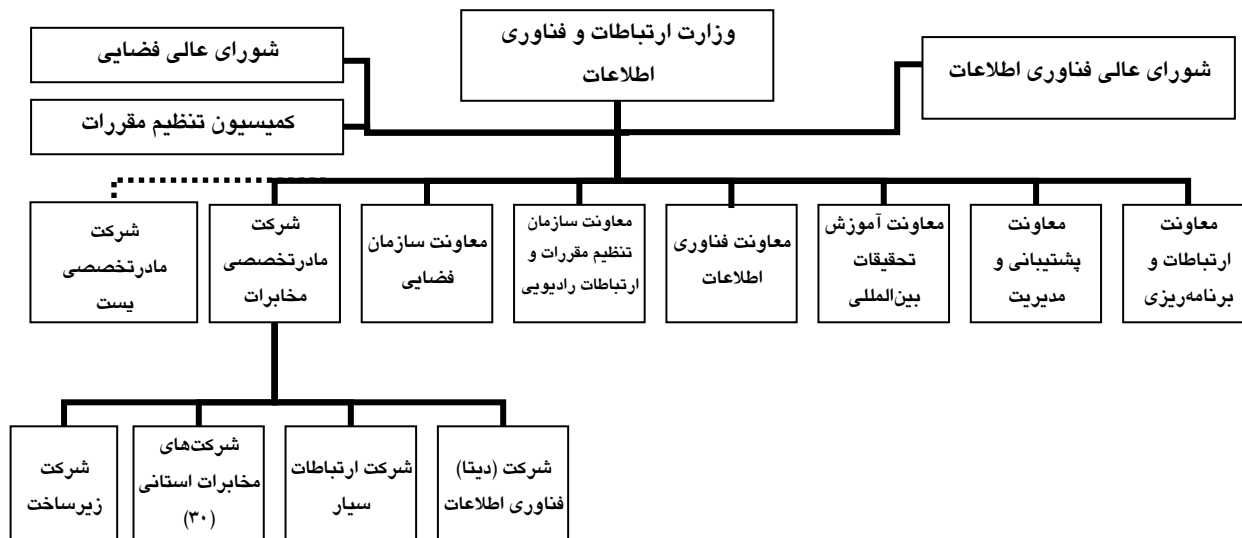 وزارت ارتباطات و فناوری
اطلاعات
شورای عالی فناوری اطلاعات
شورای عالی فضایی
کمیسیون تنظیم مقررات
معاونت
ارتباطات و
برنامه‌ریزی
معاونت
پشتیبانی و
مدیریت
معاونت آموزش
تحقیقات
بین‌المللی
معاونت فناوری
اطلاعات
معاونت سازمان
تنظیم مقررات و
ارتباطات رادیویی
معاونت سازمان
فضایی
شرکت
مادرتخصصی
مخابرات
شرکت
مادرتخصصی
پست
شرکت (دیتا)
فناوری اطلاعات
شرکت ارتباطات
سیار
شرکت‌های
مخابرات استانی
(۳۰)
شرکت
زیرساخت